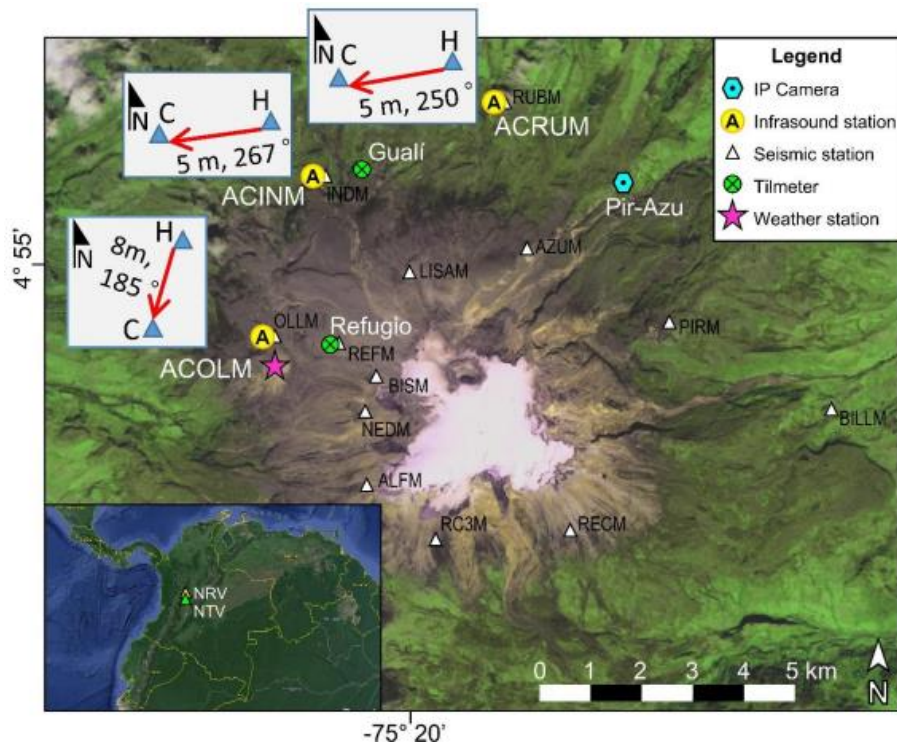 N
C
H
5 m, 250 °
N
C
H
5 m, 267 °
N
H
8m,
185 °
C
Legend
IP Camera
A
Infrasound station
Seismic station
Tilmeter
Weather station
A
RUBM
ACRUM
Gualí
A
ACINM
INDM
Pir-Azu
4° 55'
AZUM
LISAM
PIRM
A
OLLM
Refugio
REFM
ACOLM
BISM
NEDM
BILLM
ALFM
RC3M
RECM
NRV
NTV
0 1 2 3 4 5 km
N
-75° 20'